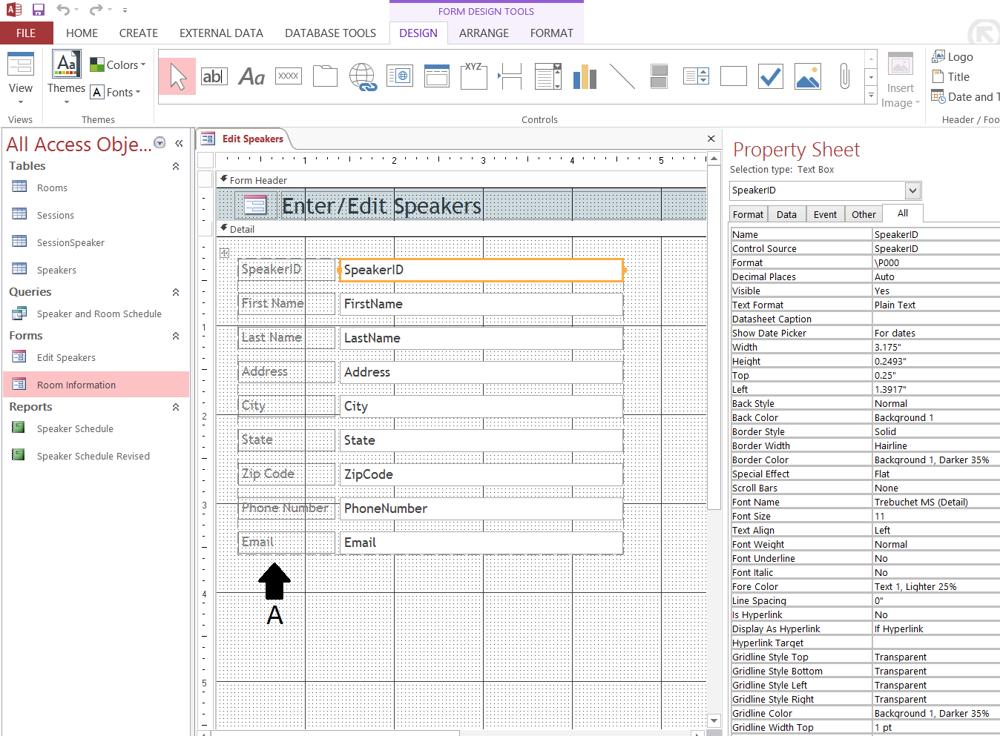 FORM DESIGN TOOLS
FILE HOME CREATE EXTERNAL DATA DATABASE TOOLS DESIGN ARRANGE FORMAT
View
Views
Aa
Themes
Colors
A Fonts
Themes
ab|
Aa
XXXX
XYZ
Controls
Insert
Image
Logo
Title
Date and T
Header / Foo
All Access Obje...
Tables
Rooms
Sessions
SessionSpeaker
Speakers
Queries
Speaker and Room Schedule
Forms
Edit Speakers
Room Information
Reports
Speaker Schedule
Speaker Schedule Revised
Edit Speakers
1 2 3 4 5
Form Header
Enter/Edit Speakers
Detail
SpeakerID SpeakerID
First Name FirstName
1
Last Name LastName
Address Address
City City
2
State State
Zip Code ZipCode
3
Phone Number PhoneNumber
Email Email
4
A
5
Property Sheet
Selection type: Text Box
SpeakerID
Format Data Event Other All
Name SpeakerID
Control Source SpeakerID
Format \P000
Decimal Places Auto
Visible Yes
Text Format Plain Text
Datasheet Caption
Show Date Picker For dates
Width 3.175"
Height 0.2493"
Top 0.25"
Left 1.3917"
Back Style Normal
Back Color Background 1
Border Style Solid
Border Width Hairline
Border Color Background 1, Darker 35%
Special Effect Flat
Scroll Bars None
Font Name Trebuchet MS (Detail)
Font Size 11
Text Align Left
Font Weight Normal
Font Underline No
Font Italic No
Fore Color Text 1, Lighter 25%
Line Spacing 0"
Is Hyperlink No
Display As Hyperlink If Hyperlink
Hyperlink Target
Gridline Style Top Transparent
Gridline Style Bottom Transparent
Gridline Style Left Transparent
Gridline Style Right Transparent
Gridline Color Background 1, Darker 35%
Gridline Width Top 1 pt